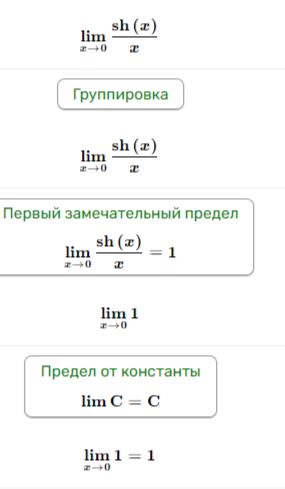 lim x→0 sh (x) / x
Группировка
lim x→0 sh (x) / x
Первый замечательный предел
lim x→0 sh (x) / x = 1
lim x→0 1
Предел от константы
lim C = C
lim x→0 1 = 1